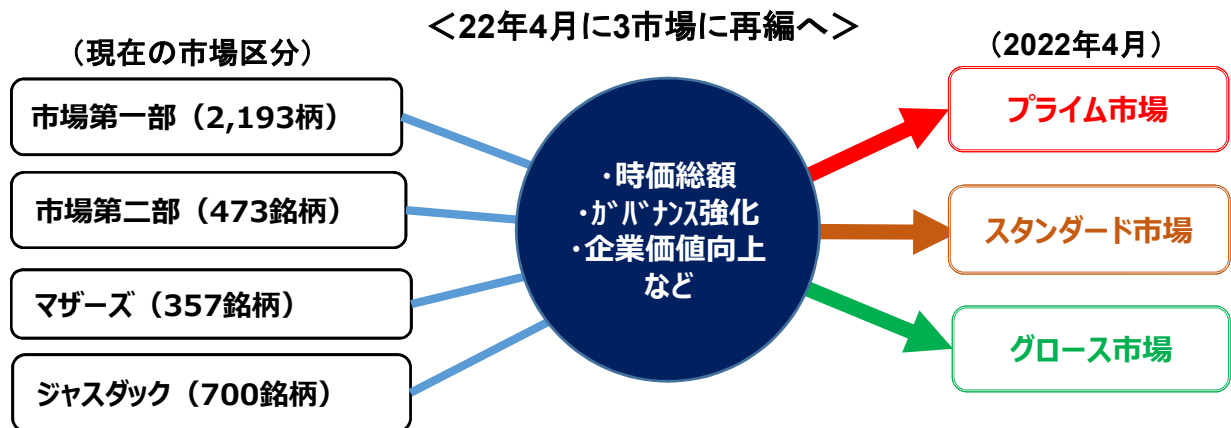 ＜22年4月に3市場に再編へ＞
（現在の市場区分）
市場第一部（2,193柄）
市場第二部（473銘柄）
マザーズ（357銘柄）
ジャスダック（700銘柄）
・時価総額
・ｶﾞﾊﾞﾅﾝｽ強化
・企業価値向上
など
（2022年4月）
プライム市場
スタンダード市場
グロース市場